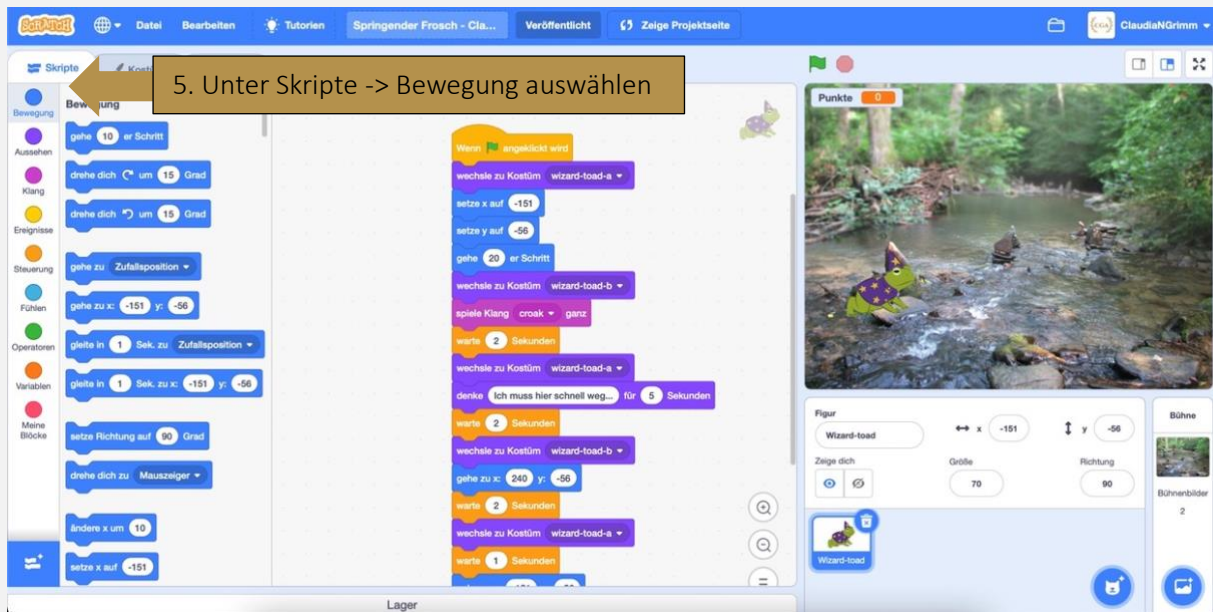 SCRATCH
Datei
Bearbeiten
Tutorien
Springender Frosch - Cla...
Veröffentlicht
Zeige Projektseite
ClaudiaNGrimm
Skripte
5. Unter Skripte -> Bewegung auswählen
Bewegung
Aussehen
Klang
Ereignisse
Steuerung
Fühlen
Operatoren
Variablen
Meine
Blöcke
gehe 10 er Schritt
drehe dich um 15 Grad
drehe dich um 15 Grad
gehe zu Zufallsposition
gehe zu x: -151 y: -56
gleite in 1 Sek. zu Zufallsposition
gleite in 1 Sek. zu x: -151 y: -56
setze Richtung auf 90 Grad
drehe dich zu Mauszeiger
ändere x um 10
setze x auf -151
Wenn angeklickt wird
wechsle zu Kostüm wizard-toad-a
setze x auf -151
setze y auf -56
gehe 20 er Schritt
wechsle zu Kostüm wizard-toad-b
spiele Klang croak ganz
warte 2 Sekunden
wechsle zu Kostüm wizard-toad-a
denke Ich muss hier schnell weg... für 5 Sekunden
warte 2 Sekunden
wechsle zu Kostüm wizard-toad-b
gehe zu x: 240 y: -56
warte 2 Sekunden
wechsle zu Kostüm wizard-toad-a
warte 1 Sekunden
Lager
Punkte 0
Figur
Wizard-toad
x -151
y -56
Zeige dich
Größe
70
Richtung
90
Wizard-toad
Bühne
Bühnenbilder
2